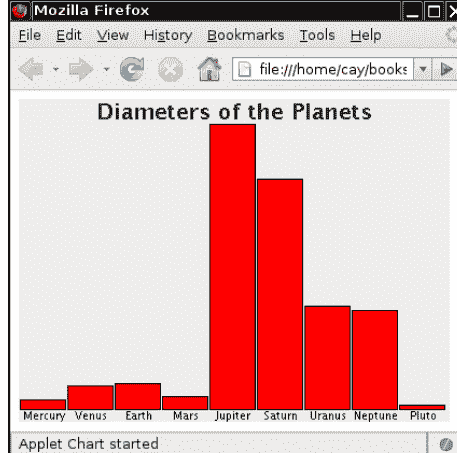 Mozilla Firefox
File Edit View History Bookmarks Tools Help
file:///home/cay/books
Diameters of the Planets
Mercury Venus Earth Mars Jupiter Saturn Uranus Neptune Pluto
Applet Chart started